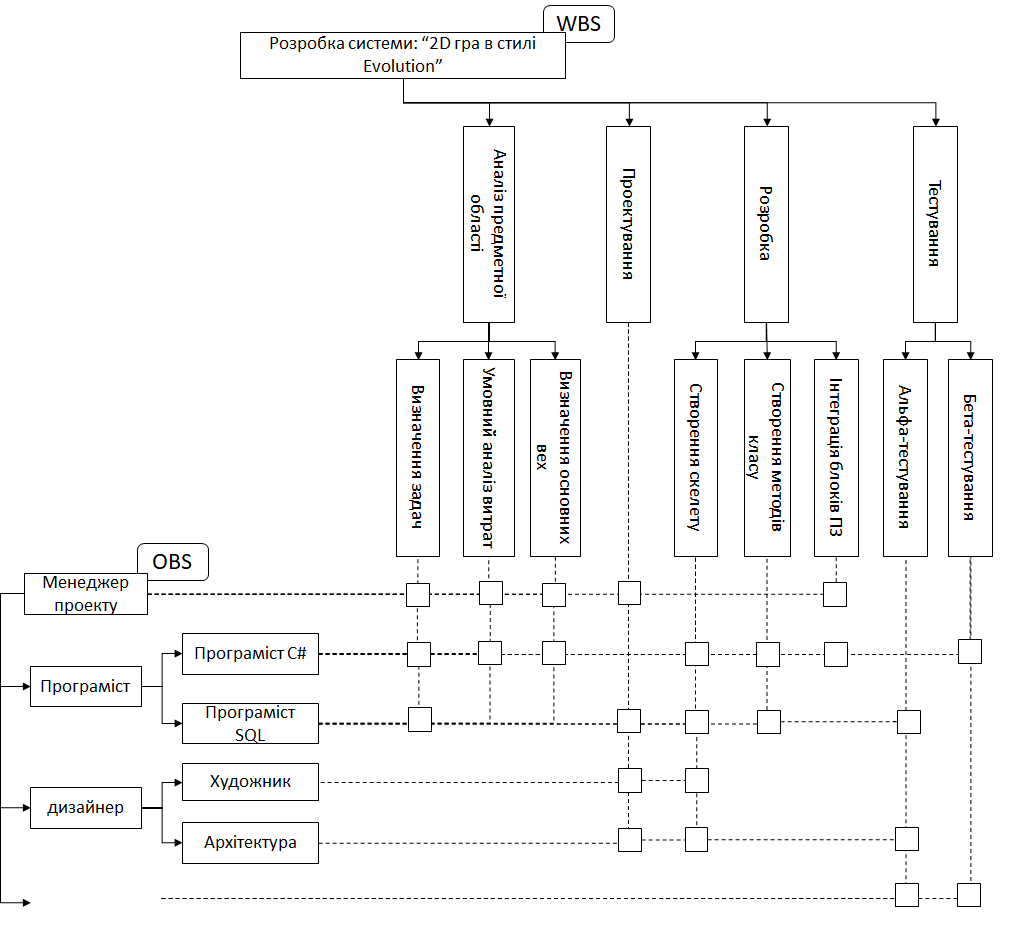 WBS
Розробка системи: “2D гра в стилі
Evolution”
Аналіз предметної
області
Проектування
Розробка
Тестування
Визначення задач
Умовний аналіз витрат
Визначення основних
вех
Створення скелету
Створення методів
класу
Інтеграція блоків ПЗ
Альфа-тестування
Бета-тестування
OBS
Менеджер
проекту
Програміст
Програміст C#
Програміст
SQL
дизайнер
Художник
Архітектура